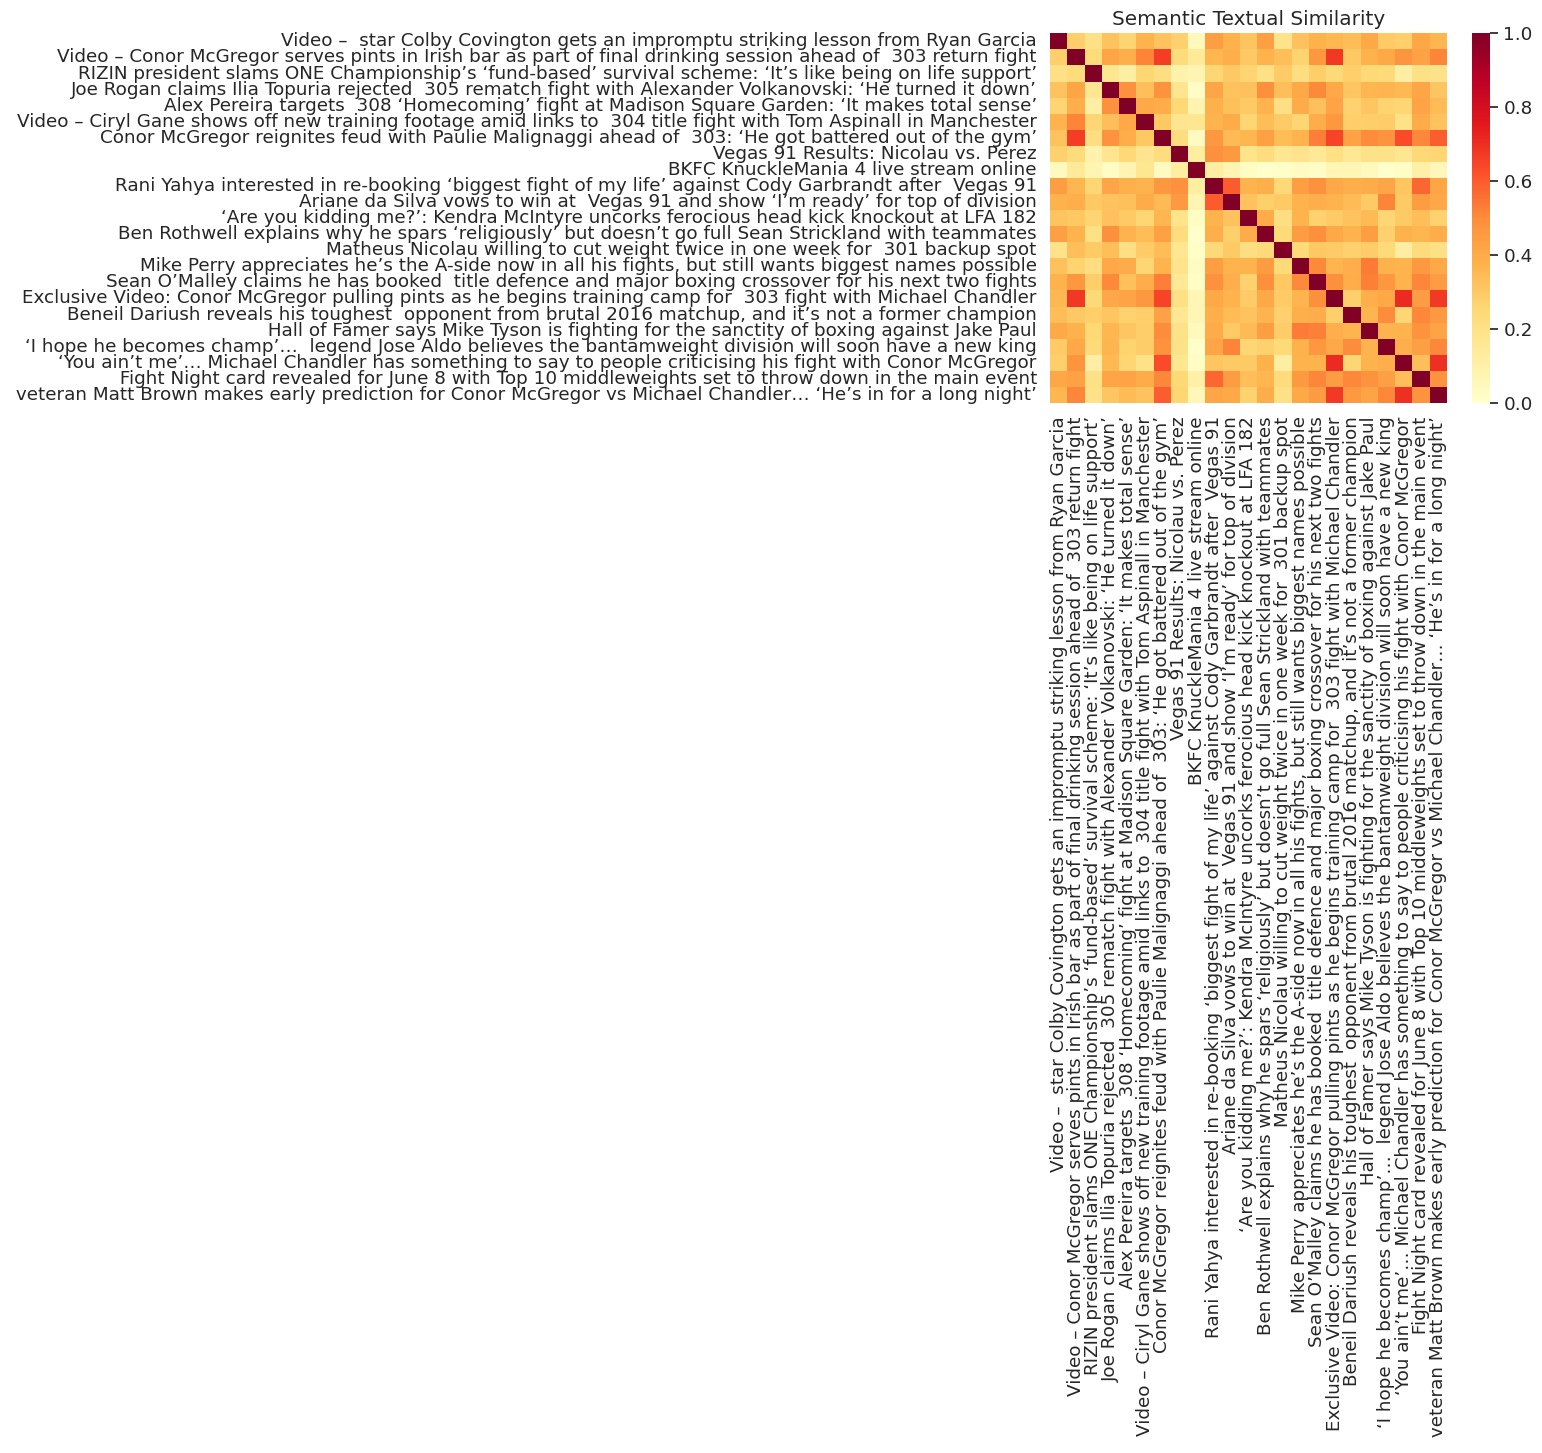 Semantic Textual Similarity
Video –  star Colby Covington gets an impromptu striking lesson from Ryan Garcia
Video – Conor McGregor serves pints in Irish bar as part of final drinking session ahead of  303 return fight
RIZIN president slams ONE Championship’s ‘fund-based’ survival scheme: ‘It’s like being on life support’
Joe Rogan claims Ilia Topuria rejected  305 rematch fight with Alexander Volkanovski: ‘He turned it down’
Alex Pereira targets  308 ‘Homecoming’ fight at Madison Square Garden: ‘It makes total sense’
Video – Ciryl Gane shows off new training footage amid links to  304 title fight with Tom Aspinall in Manchester
Conor McGregor reignites feud with Paulie Malignaggi ahead of  303: ‘He got battered out of the gym’
Vegas 91 Results: Nicolau vs. Perez
BKFC KnuckleMania 4 live stream online
Rani Yahya interested in re-booking ‘biggest fight of my life’ against Cody Garbrandt after  Vegas 91
Ariane da Silva vows to win at  Vegas 91 and show ‘I’m ready’ for top of division
‘Are you kidding me?’: Kendra McIntyre uncorks ferocious head kick knockout at LFA 182
Ben Rothwell explains why he spars ‘religiously’ but doesn’t go full Sean Strickland with teammates
Matheus Nicolau willing to cut weight twice in one week for  301 backup spot
Mike Perry appreciates he’s the A-side now in all his fights, but still wants biggest names possible
Sean O’Malley claims he has booked  title defence and major boxing crossover for his next two fights
Exclusive Video: Conor McGregor pulling pints as he begins training camp for  303 fight with Michael Chandler
Beneil Dariush reveals his toughest  opponent from brutal 2016 matchup, and it’s not a former champion
Hall of Famer says Mike Tyson is fighting for the sanctity of boxing against Jake Paul
‘I hope he becomes champ’…  legend Jose Aldo believes the bantamweight division will soon have a new king
‘You ain’t me’… Michael Chandler has something to say to people criticising his fight with Conor McGregor
Fight Night card revealed for June 8 with Top 10 middleweights set to throw down in the main event
veteran Matt Brown makes early prediction for Conor McGregor vs Michael Chandler… ‘He’s in for a long night’
1.0
0.8
0.6
0.4
0.2
0.0
Video –  star Colby Covington gets an impromptu striking lesson from Ryan Garcia
Video – Conor McGregor serves pints in Irish bar as part of final drinking session ahead of  303 return fight
RIZIN president slams ONE Championship’s ‘fund-based’ survival scheme: ‘It’s like being on life support’
Joe Rogan claims Ilia Topuria rejected  305 rematch fight with Alexander Volkanovski: ‘He turned it down’
Alex Pereira targets  308 ‘Homecoming’ fight at Madison Square Garden: ‘It makes total sense’
Video – Ciryl Gane shows off new training footage amid links to  304 title fight with Tom Aspinall in Manchester
Conor McGregor reignites feud with Paulie Malignaggi ahead of  303: ‘He got battered out of the gym’
Vegas 91 Results: Nicolau vs. Perez
BKFC KnuckleMania 4 live stream online
Rani Yahya interested in re-booking ‘biggest fight of my life’ against Cody Garbrandt after  Vegas 91
Ariane da Silva vows to win at  Vegas 91 and show ‘I’m ready’ for top of division
‘Are you kidding me?’: Kendra McIntyre uncorks ferocious head kick knockout at LFA 182
Ben Rothwell explains why he spars ‘religiously’ but doesn’t go full Sean Strickland with teammates
Matheus Nicolau willing to cut weight twice in one week for  301 backup spot
Mike Perry appreciates he’s the A-side now in all his fights, but still wants biggest names possible
Sean O’Malley claims he has booked  title defence and major boxing crossover for his next two fights
Exclusive Video: Conor McGregor pulling pints as he begins training camp for  303 fight with Michael Chandler
Beneil Dariush reveals his toughest  opponent from brutal 2016 matchup, and it’s not a former champion
Hall of Famer says Mike Tyson is fighting for the sanctity of boxing against Jake Paul
‘I hope he becomes champ’…  legend Jose Aldo believes the bantamweight division will soon have a new king
‘You ain’t me’… Michael Chandler has something to say to people criticising his fight with Conor McGregor
Fight Night card revealed for June 8 with Top 10 middleweights set to throw down in the main event
veteran Matt Brown makes early prediction for Conor McGregor vs Michael Chandler… ‘He’s in for a long night’